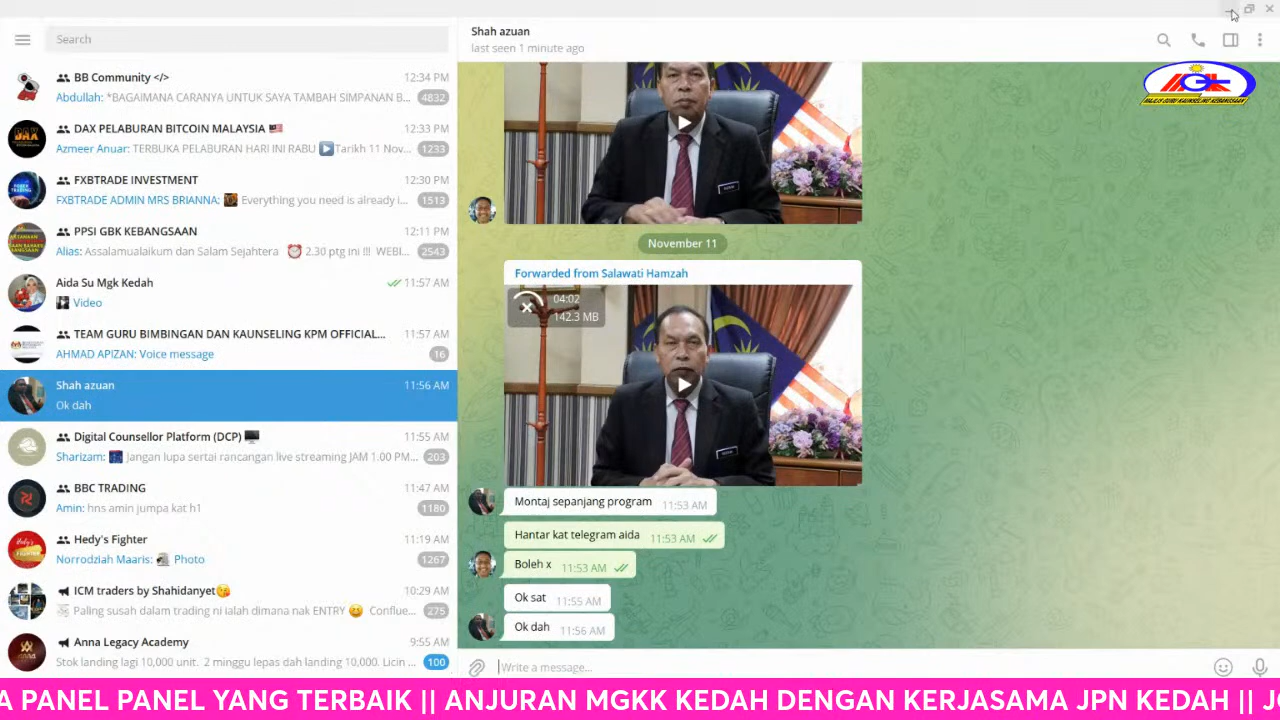 Search
BB Community </>
12:34 PM
Abdullah: *BAGAIMANA CARANYA UNTUK SAYA TAMBAH SIMPANAN B...
4832
DAX PELABURAN BITCOIN MALAYSIA 🇲🇾
12:33 PM
Azmeer Anuar: TERBUKA PELABURAN HARI INI RABU ▶️Tarikh 11 Nov...
1233
FXBTRADE INVESTMENT
12:30 PM
FXBTRADE ADMIN MRS BRIANNA: Everything you need is already i...
1513
PPSI GBK KEBANGSAAN
12:11 PM
Alias: Assalamualaikum dan Salam Sejahtera ⏰ 2.30 ptg ini !!! WEBI...
2543
Aida Su Mgk Kedah
11:57 AM
Video
TEAM GURU BIMBINGAN DAN KAUNSELING KPM OFFICIAL...
11:57 AM
AHMAD APIZAN: Voice message
16
Shah azuan
11:56 AM
Ok dah
Digital Counsellor Platform (DCP) 🖥️
11:55 AM
Sharizam: Jangan lupa sertai rancangan live streaming JAM 1.00 PM...
203
BBC TRADING
11:47 AM
Amin: hns amin jumpa kat h1
1180
Hedy's Fighter
11:19 AM
Norrodziah Maaris: Photo
1267
ICM traders by Shahidanyet😘
10:29 AM
Paling susah dalam trading ni ialah dimana nak ENTRY 😄 Conflue...
275
Anna Legacy Academy
9:55 AM
Stok landing lagi 10,000 unit. 2 minggu lepas dah landing 10,000. Licin ...
100
Shah azuan
last seen 1 minute ago
MAJLIS GURU KAUNSELING KEBANGSAAN
November 11
Forwarded from Salawati Hamzah
04:02
142.3 MB
Montaj sepanjang program 11:53 AM
Hantar kat telegram aida 11:53 AM
Boleh x 11:53 AM
Ok sat 11:55 AM
Ok dah 11:56 AM
Write a message...
A PANEL PANEL YANG TERBAIK || ANJURAN MGKK KEDAH DENGAN KERJASAMA JPN KEDAH || J